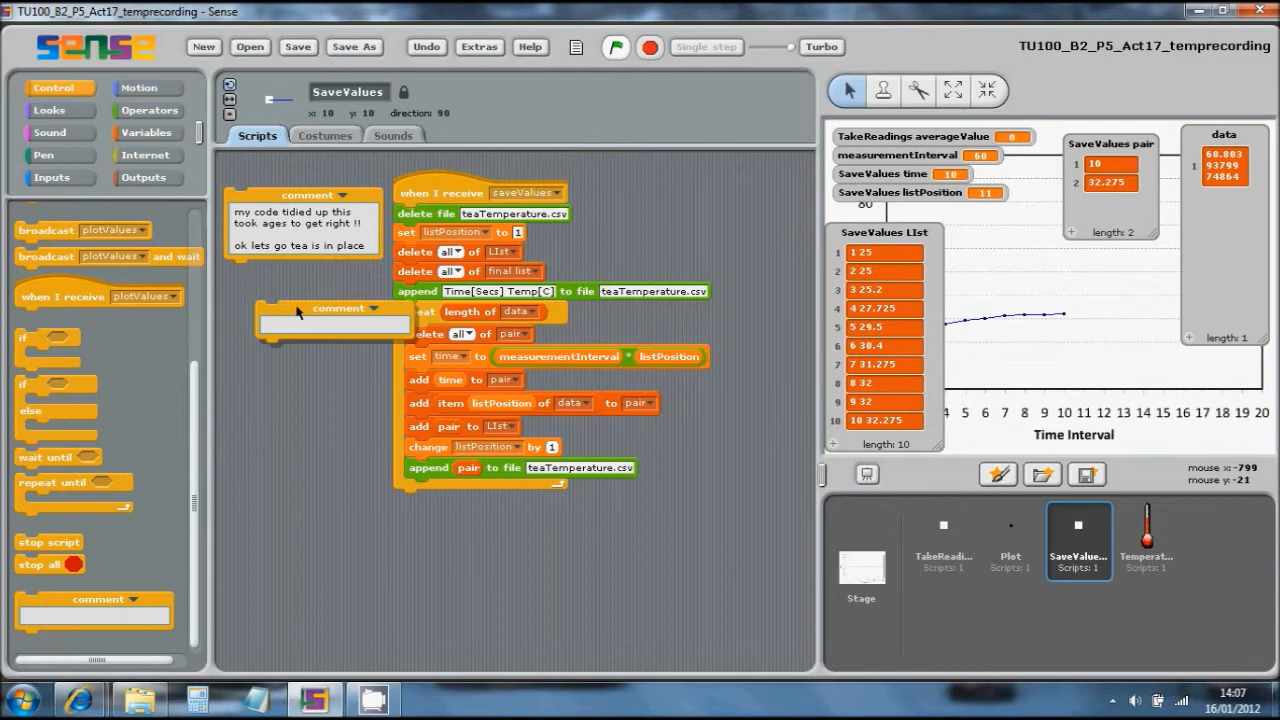 TU100_B2_P5_Act17_temprecording - Sense
sense
New
Open
Save
Save As
Undo
Extras
Help
Single step
Turbo
TU100_B2_P5_Act17_temprecording
Control
Motion
Looks
Operators
Sound
Variables
Pen
Internet
Inputs
Outputs
SaveValues
x: 10 y: 10 direction: 90
Scripts
Costumes
Sounds
broadcast plotValues
broadcast plotValues and wait
when I receive plotValues
if
if
else
wait until
repeat until
stop script
stop all
comment
comment
my code tidied up this
took ages to get right !!
ok lets go tea is in place
comment
when I receive saveValues
delete file teaTemperature.csv
set listPosition to 1
delete all of LIst
delete all of final list
append Time[Secs] Temp[C] to file teaTemperature.csv
eat length of data
elete all of pair
set time to measurementInterval * listPosition
add time to pair
add item listPosition of data to pair
add pair to LIst
change listPosition by 1
append pair to file teaTemperature.csv
TakeReadings averageValue 0
measurementInterval 60
SaveValues time 10
SaveValues listPosition 11
SaveValues pair
1 10
2 32.275
length: 2
data
1 68.803
93799
74864
length: 1
80
SaveValues LIst
1 1 25
2 2 25
3 3 25.2
4 4 27.725
5 5 29.5
6 6 30.4
7 7 31.275
8 8 32
9 9 32
10 10 32.275
length: 10
4 5 6 7 8 9 10 11 12 13 14 15 16 17 18 19 20
Time Interval
mouse x: -799
mouse y: -21
Stage
TakeReadi...
Scripts: 1
Plot
Scripts: 1
SaveValue...
Scripts: 1
Temperat...
Scripts: 1
14:07
16/01/2012